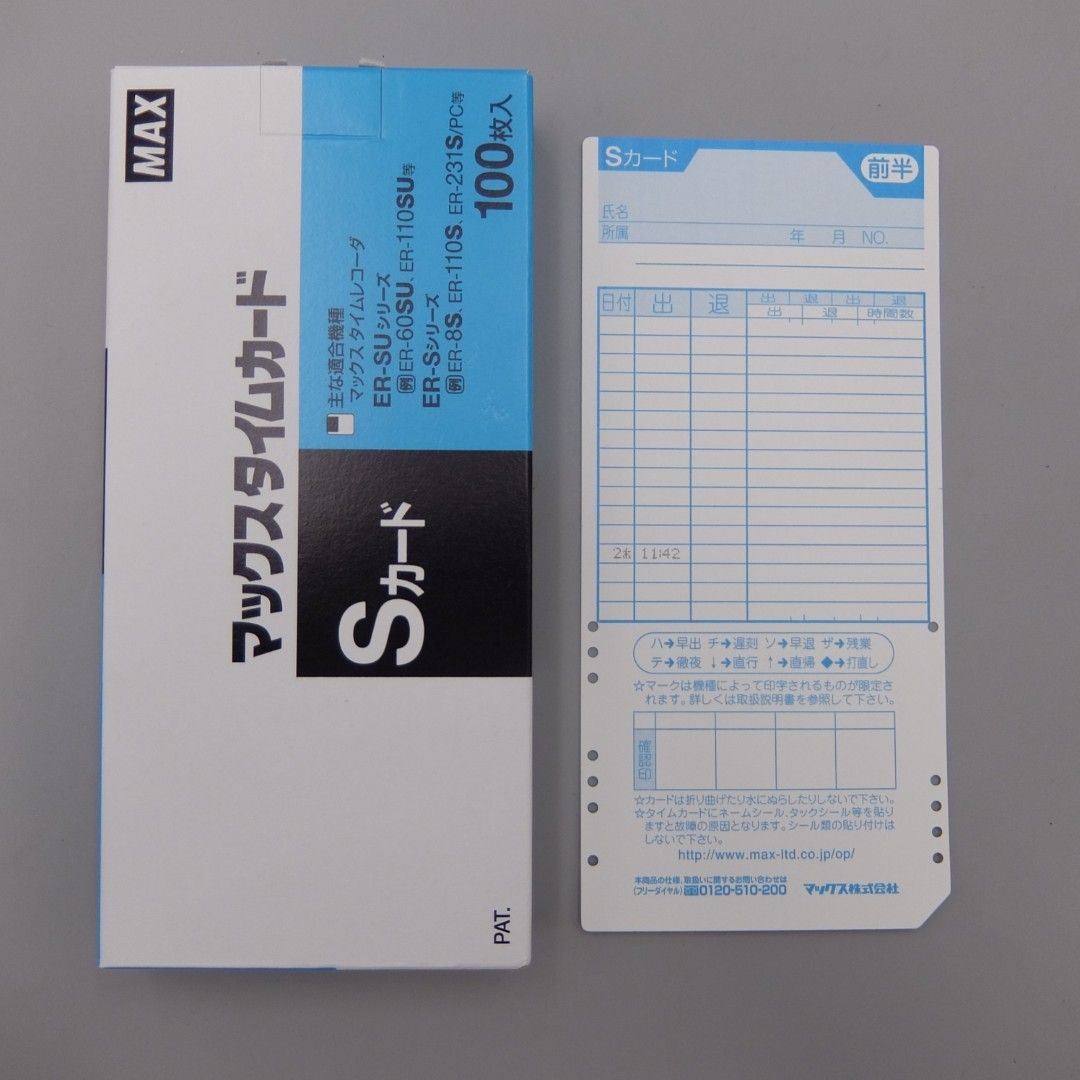 MAX
マックスタイムカード
主な適合機種
マックス タイムレコーダ
ER-SUシリーズ
例 ER-60SU、ER-110SU等
ER-Sシリーズ
例 ER-8S、ER-110S、ER-231S/PC等
100枚入
Sカード
PAT.
Sカード
前半
氏名
所属 年 月 NO.
日付 出 退 出 退 出 退
出 退 時間数
2水 11:42
ハ→早出 チ→遅刻 ソ→早退 ザ→残業
テ→徹夜 ↓→直行 ↑→直帰 ◆→打直し
☆マークは機種によって印字されるものが限定さ
れます。詳しくは取扱説明書を参照して下さい。
確認印
☆カードは折り曲げたり水にぬらしたりしないで下さい。
☆タイムカードにネームシール、タックシール等を貼り
ますと故障の原因となります。シール類の貼り付けは
しないで下さい。
http://www.max-ltd.co.jp/op/
本商品の仕様、取扱いに関するお問い合わせは
(フリーダイヤル) 0120-510-200 マックス株式会社